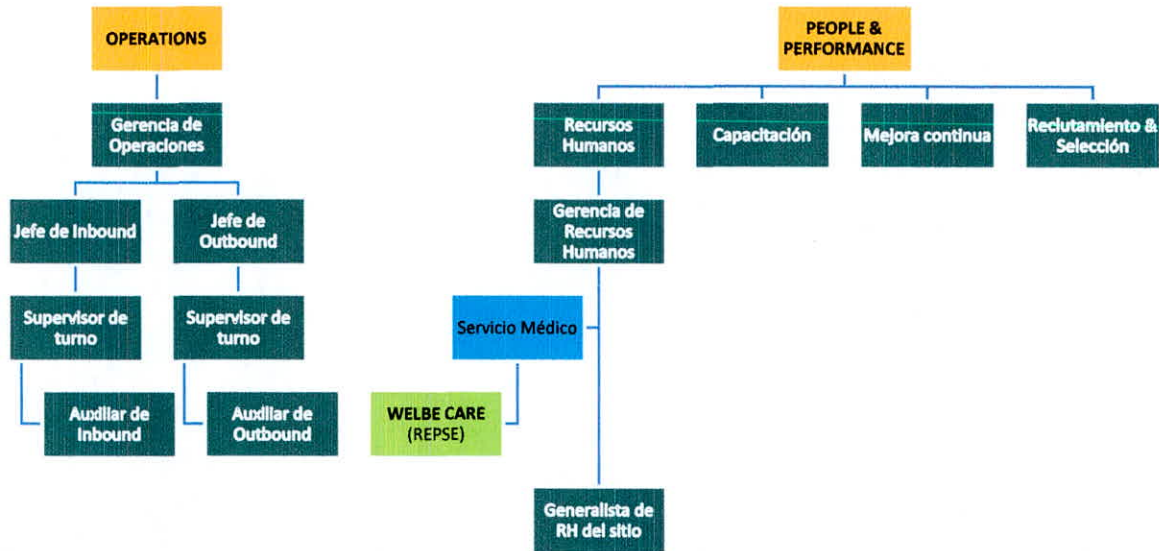 OPERATIONS
Gerencia de
Operaciones
Jefe de Inbound
Jefe de
Outbound
Supervisor de
turno
Supervisor de
turno
Auxiliar de
Inbound
Auxiliar de
Outbound
PEOPLE &
PERFORMANCE
Recursos
Humanos
Capacitación
Mejora continua
Reclutamiento &
Selección
Gerencia de
Recursos
Humanos
Servicio Médico
WELBE CARE
(REPSE)
Generalista de
RH del sitio